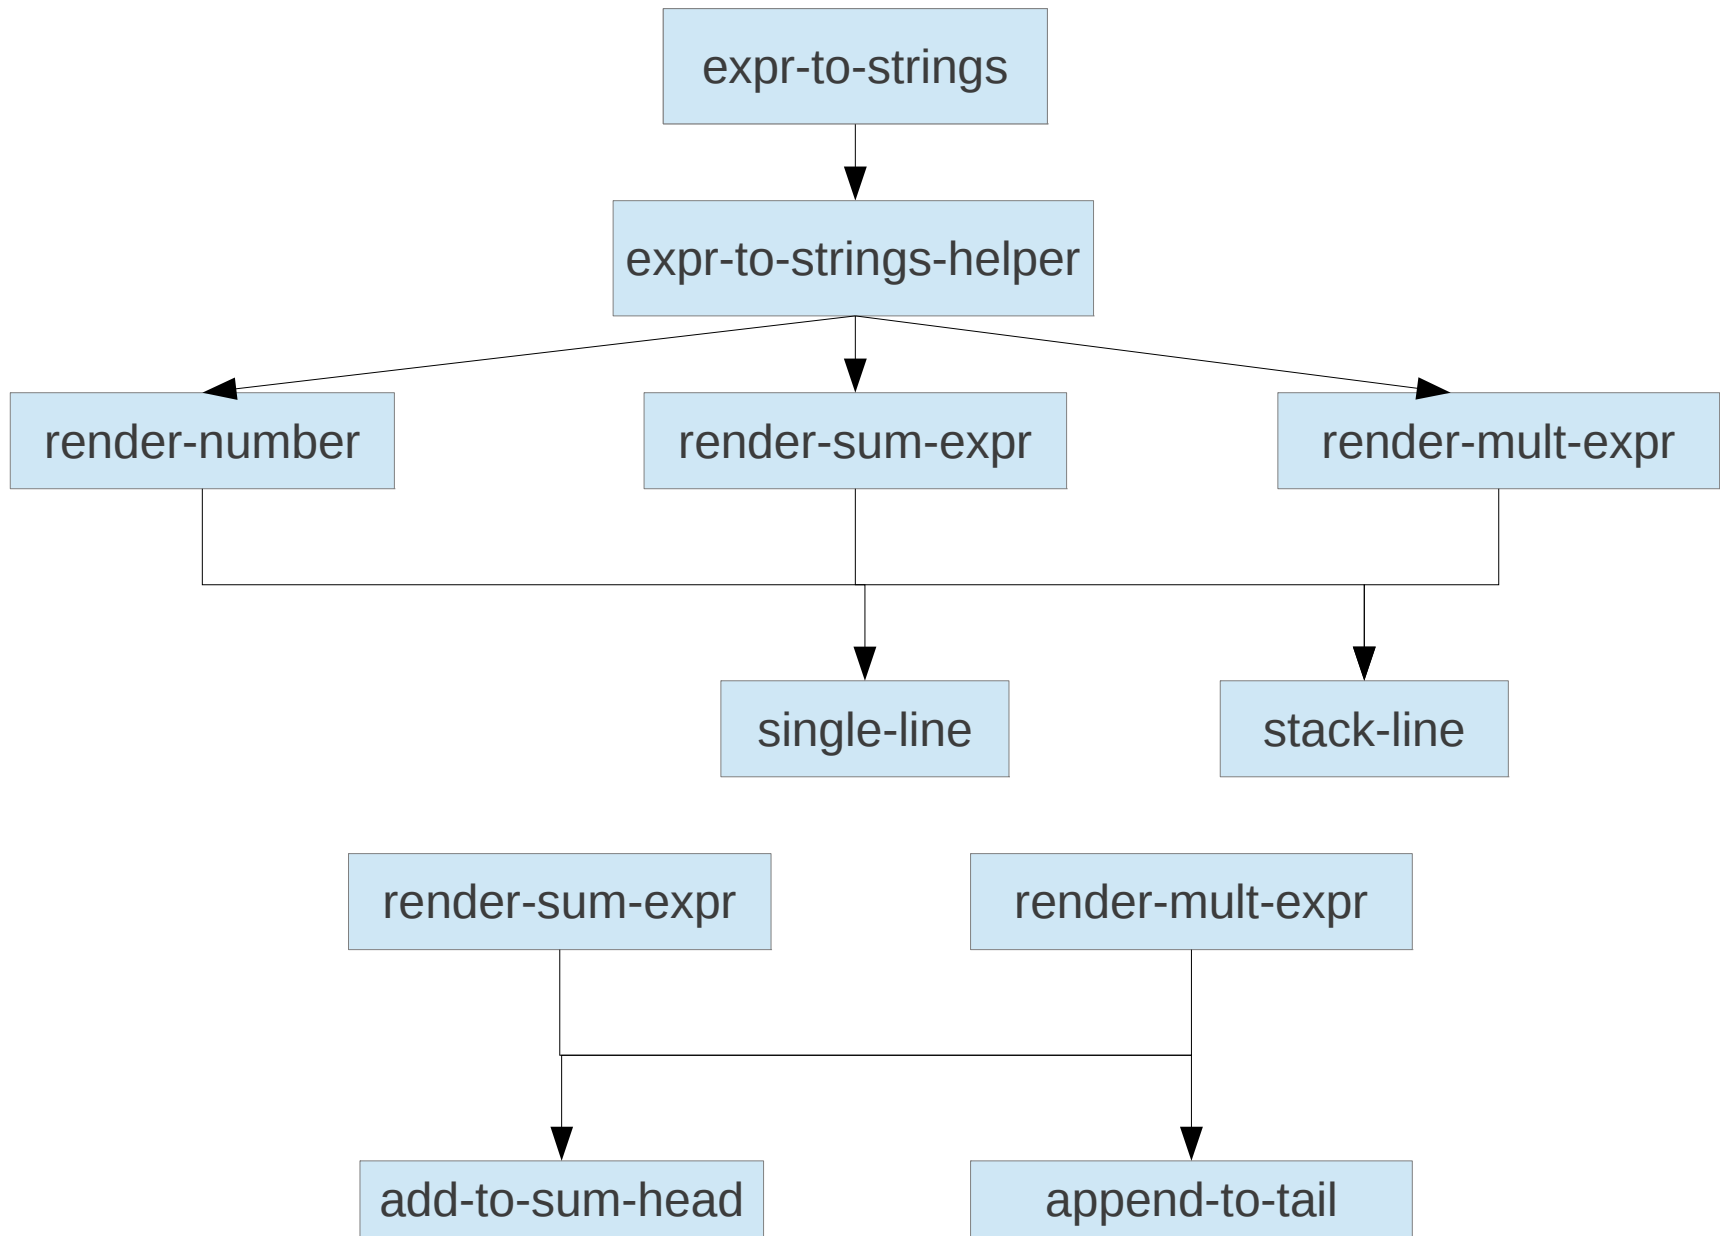 expr-to-strings
expr-to-strings-helper
render-number
render-sum-expr
render-mult-expr
single-line
stack-line
render-sum-expr
render-mult-expr
add-to-sum-head
append-to-tail